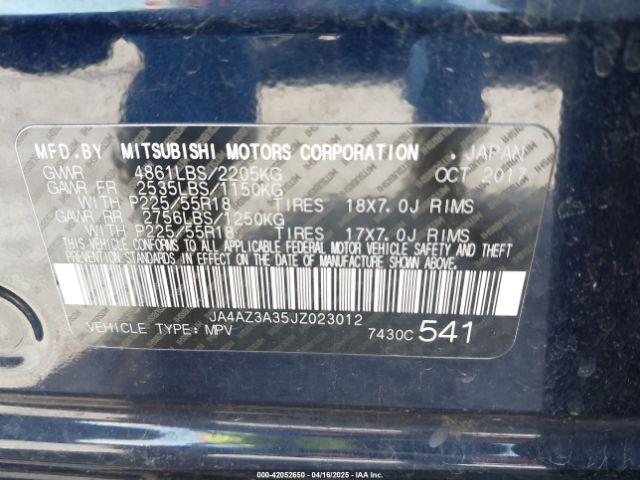 MFD.BY MITSUBISHI MOTORS CORPORATION . JAPAN
GVWR 4861LBS/2205KG OCT 2017
GAWR FR 2535LBS/1150KG
WITH P225/55R18 TIRES 18X7.0J RIMS
GAWR RR 2756LBS/1250KG
WITH P225/55R18 TIRES 17X7.0J RIMS
THIS VEHICLE CONFORMS TO ALL APPLICABLE FEDERAL MOTOR VEHICLE SAFETY AND THEFT
PREVENTION STANDARDS IN EFFECT ON THE DATE OF MANUFACTURE SHOWN ABOVE.
JA4AZ3A35JZ023012
VEHICLE TYPE: MPV 7430C 541
000-42052650 - 04/16/2025 - IAAI.COM